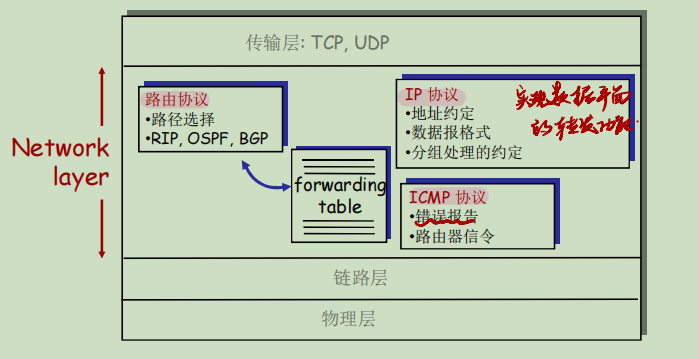 传输层: TCP, UDP
Network
layer
路由协议
•路径选择
•RIP, OSPF, BGP
forwarding
table
IP 协议
•地址约定
•数据报格式
•分组处理的约定
实现数据平面
的转发功能.
ICMP 协议
•错误报告
•路由器信令
链路层
物理层